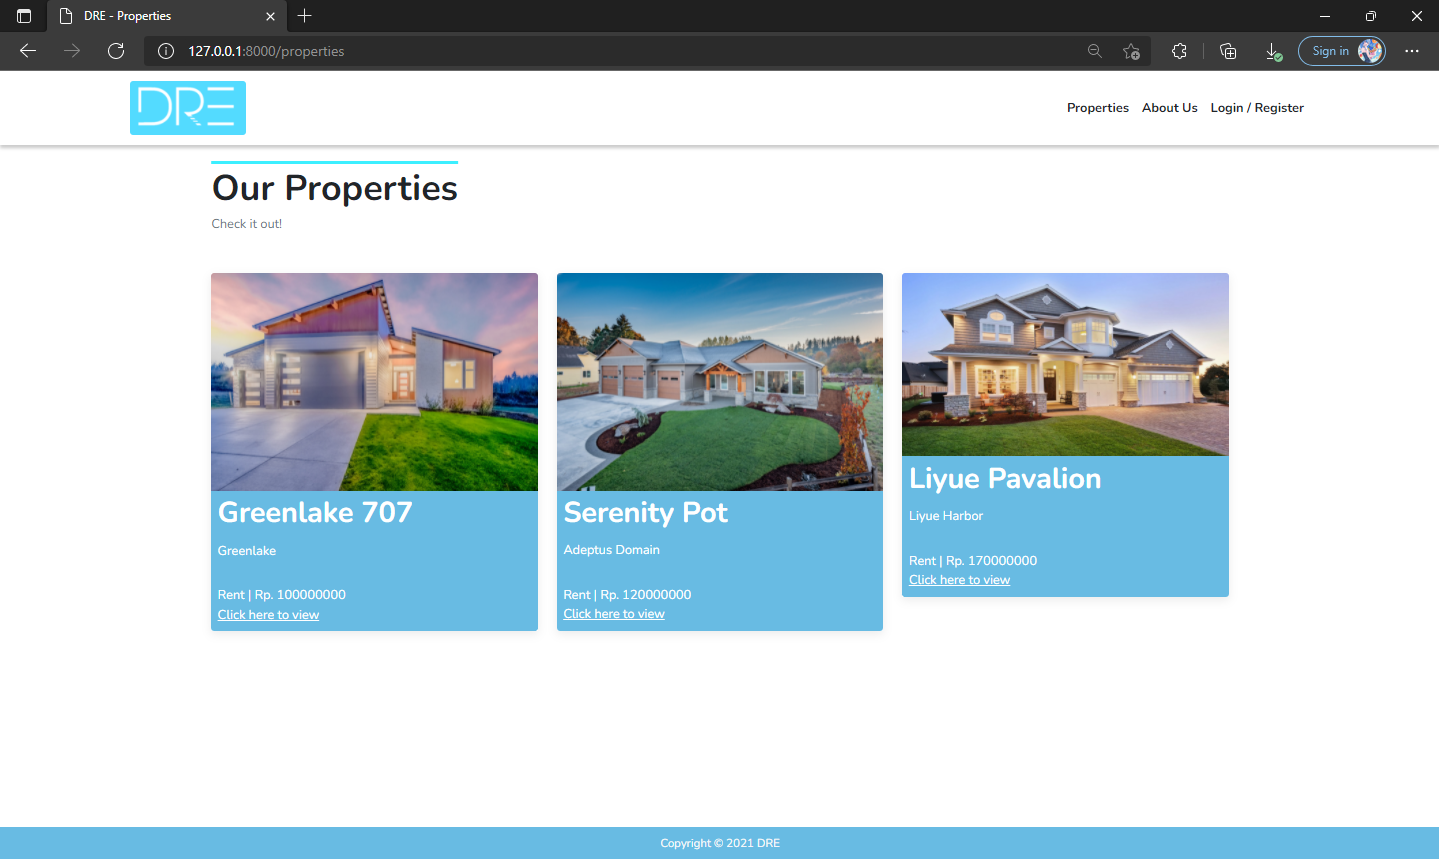 DRE - Properties
127.0.0.1:8000/properties
Sign in
DRE
Properties About Us Login / Register
Our Properties
Check it out!
Greenlake 707
Greenlake
Rent | Rp. 100000000
Click here to view
Serenity Pot
Adeptus Domain
Rent | Rp. 120000000
Click here to view
Liyue Pavalion
Liyue Harbor
Rent | Rp. 170000000
Click here to view
Copyright © 2021 DRE